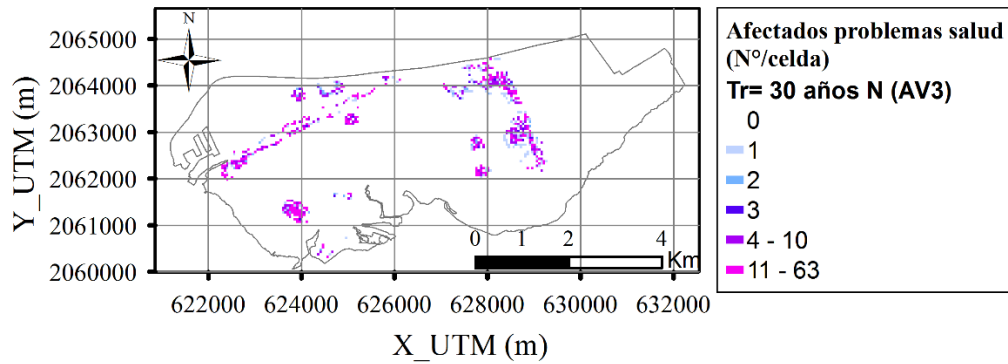 N
2065000
2064000
2063000
2062000
2061000
2060000
Y_UTM (m)
622000 624000 626000 628000 630000 632000
X_UTM (m)
0 1 2 4
Km
Afectados problemas salud
(N°/celda)
Tr= 30 años N (AV3)
0
1
2
3
4 - 10
11 - 63